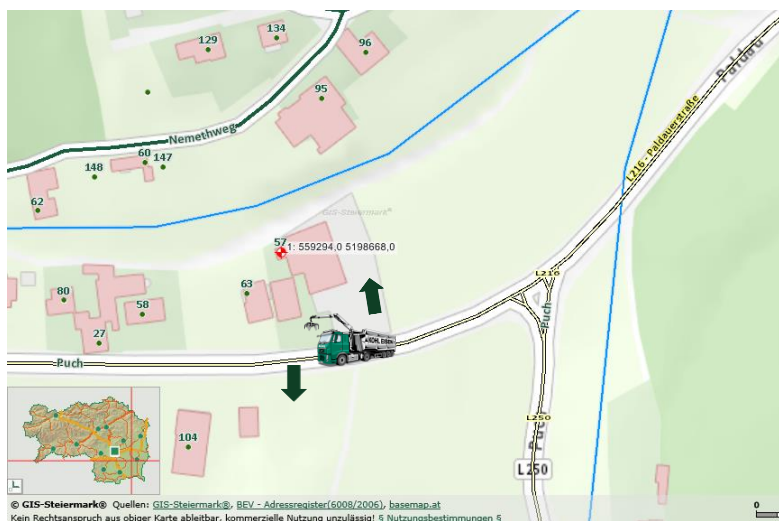 134
129
96
Paldau
95
Nemethweg
60
147
148
L216 - Paldauerstraße
62
GIS-Steiermark®
57
1: 559294,0 5198668,0
L216
63
80
58
Puch
27
KOHL EISEN
Puch
L250
Puch
104
L250
© GIS-Steiermark® Quellen: GIS-Steiermark®, BEV - Adressregister(6008/2006), basemap.at
0
Kein Rechtsanspruch aus obiger Karte ableitbar, kommerzielle Nutzung unzulässig! § Nutzungsbestimmungen §